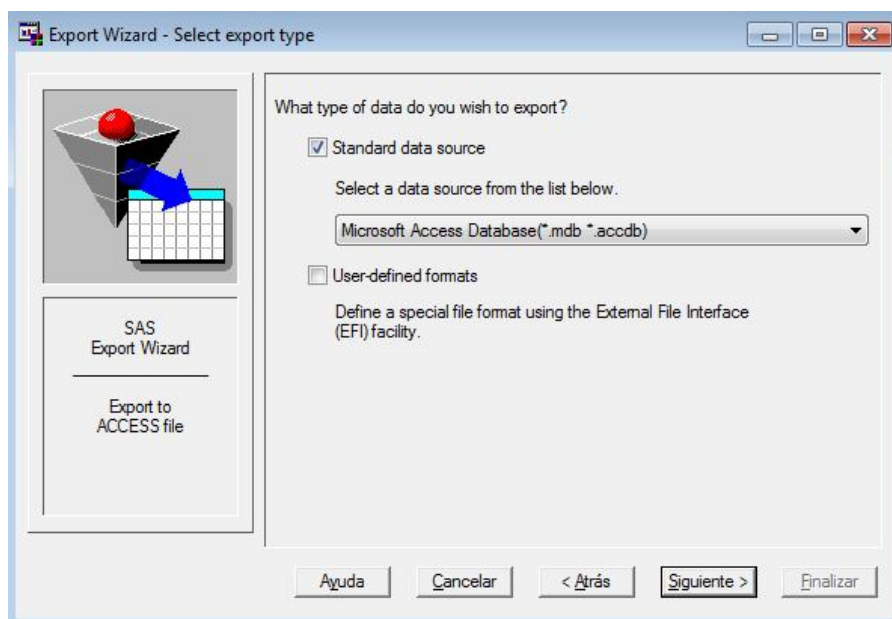 Export Wizard - Select export type
What type of data do you wish to export?
Standard data source
Select a data source from the list below.
Microsoft Access Database(*.mdb *.accdb)
User-defined formats
Define a special file format using the External File Interface
(EFI) facility.
SAS
Export Wizard
Export to
ACCESS file
Ayuda
Cancelar
< Atrás
Siguiente >
Finalizar